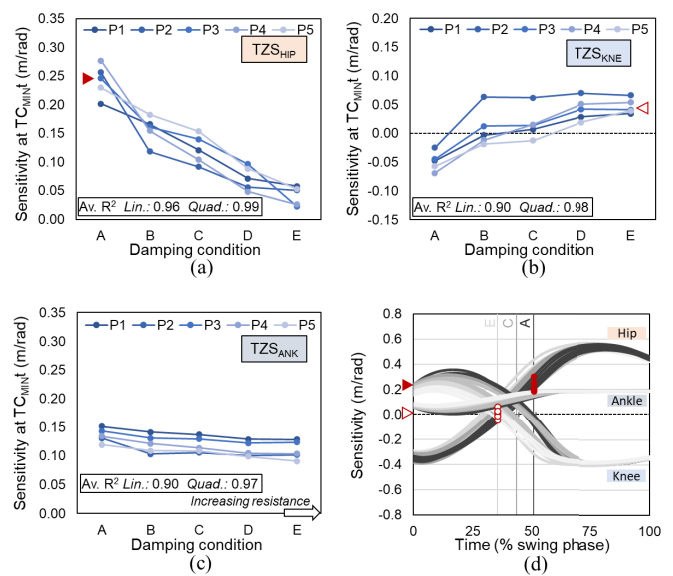 0.35
0.30
0.25
0.20
0.15
0.10
0.05
0.00
Sensitivity at TCMINt (m/rad)
P1 P2 P3 P4 P5
TZSHIP
Av. R² Lin.: 0.96 Quad.: 0.99
A B C D E
Damping condition
(a)
0.20
0.15
0.10
0.05
0.00
-0.05
-0.10
-0.15
Sensitivity at TCMINt (m/rad)
P1 P2 P3 P4 P5
TZSKNE
Av. R² Lin.: 0.90 Quad.: 0.98
A B C D E
Damping condition
(b)
0.35
0.30
0.25
0.20
0.15
0.10
0.05
0.00
Sensitivity at TCMINt (m/rad)
P1 P2 P3 P4 P5
TZSANK
Av. R² Lin.: 0.90 Quad.: 0.97
Increasing resistance
A B C D E
Damping condition
(c)
0.8
0.6
0.4
0.2
0.0
-0.2
-0.4
-0.6
-0.8
Sensitivity (m/rad)
E C A
Hip
Ankle
Knee
0 25 50 75 100
Time (% swing phase)
(d)